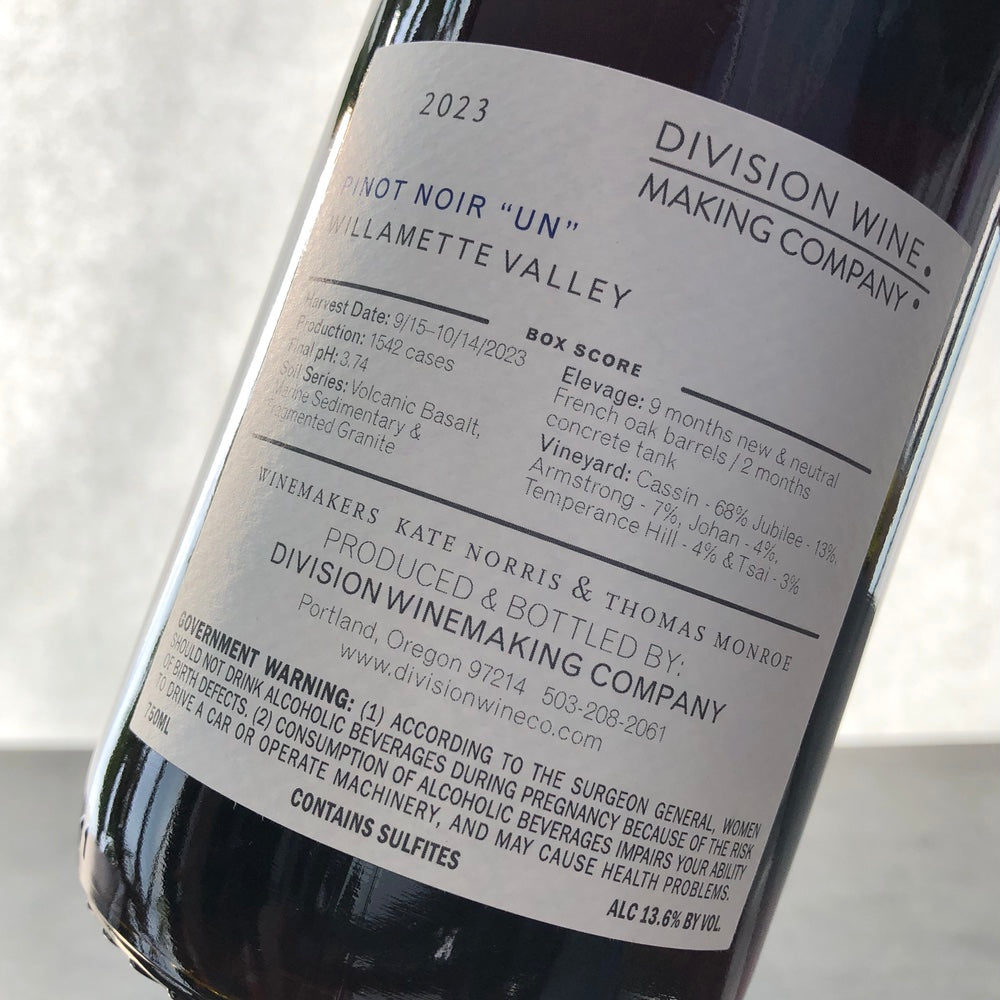 2023
DIVISION WINE
MAKING COMPANY
PINOT NOIR “UN”
WILLAMETTE VALLEY
BOX SCORE
Harvest Date: 9/15–10/14/2023
Production: 1542 cases
Final pH: 3.74
Soil Series: Volcanic Basalt,
Marine Sedimentary &
Fragmented Granite
Elevage: 9 months new & neutral
French oak barrels / 2 months
concrete tank
Vineyard: Cassin - 68% Jubilee - 13%,
Armstrong - 7%, Johan - 4%,
Temperance Hill - 4% & Tsai - 3%
WINEMAKERS KATE NORRIS & THOMAS MONROE
PRODUCED & BOTTLED BY:
DIVISION WINEMAKING COMPANY
Portland, Oregon 97214 503-208-2061
www.divisionwineco.com
GOVERNMENT WARNING: (1) ACCORDING TO THE SURGEON GENERAL, WOMEN
SHOULD NOT DRINK ALCOHOLIC BEVERAGES DURING PREGNANCY BECAUSE OF THE RISK
OF BIRTH DEFECTS. (2) CONSUMPTION OF ALCOHOLIC BEVERAGES IMPAIRS YOUR ABILITY
TO DRIVE A CAR OR OPERATE MACHINERY, AND MAY CAUSE HEALTH PROBLEMS.
750ML
CONTAINS SULFITES
ALC 13.6% BY VOL.